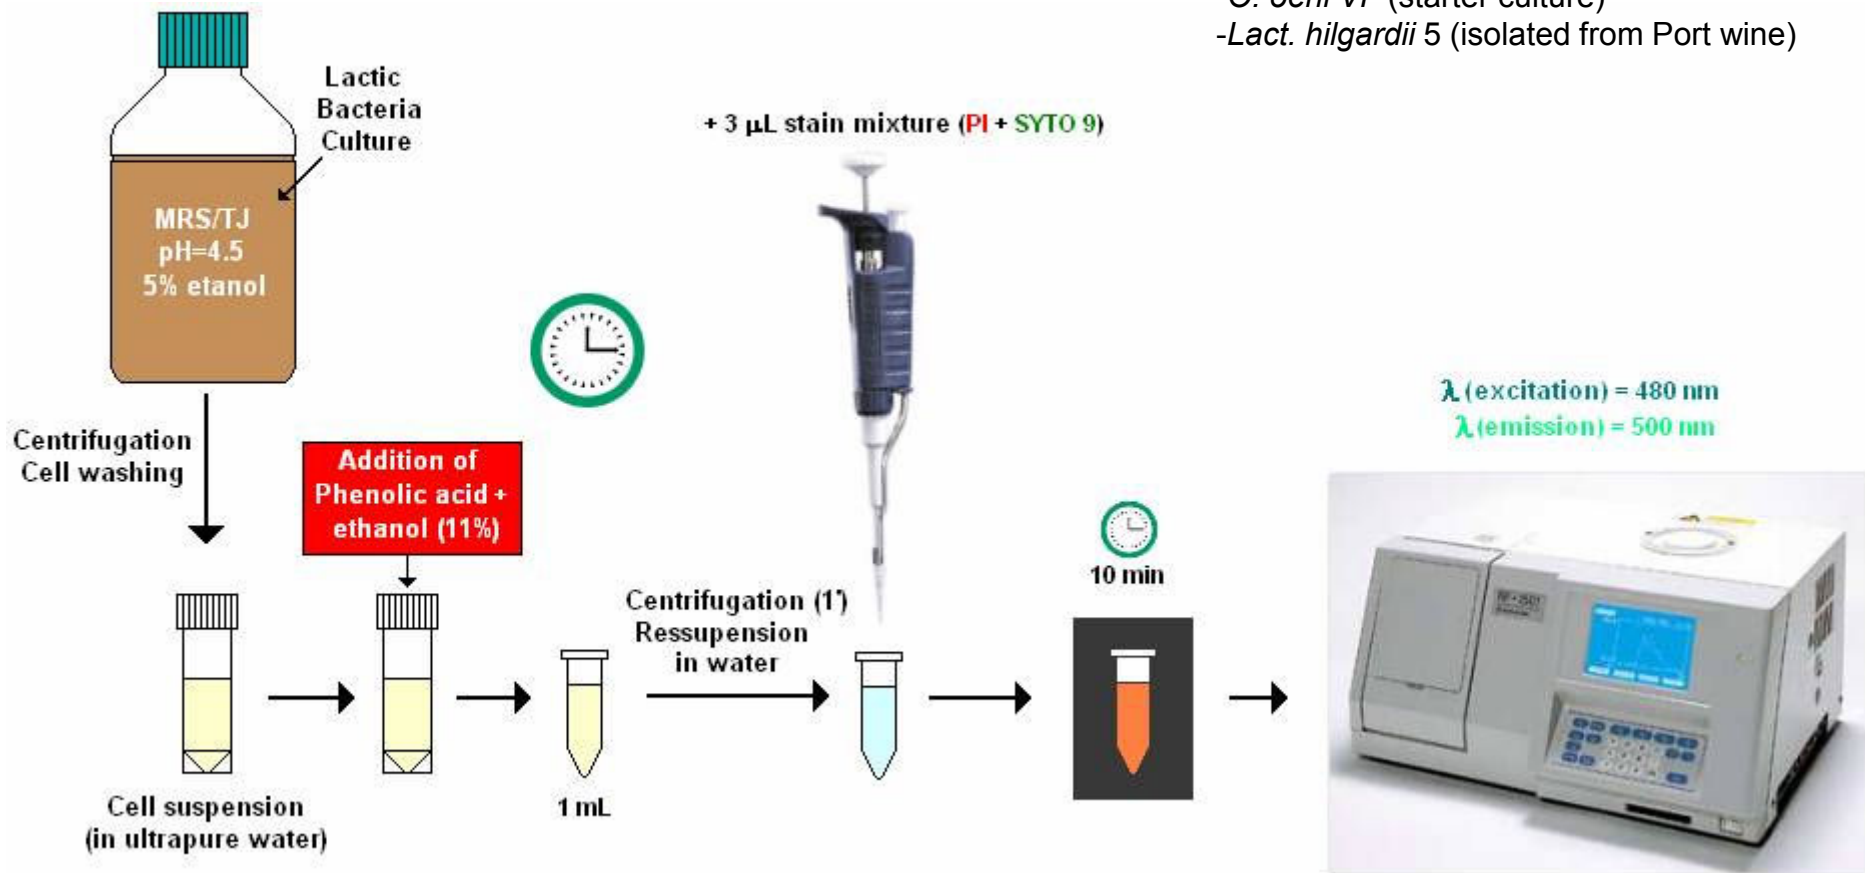 -Lact. hilgardii 5 (isolated from Port wine)
Lactic
Bacteria
Culture
MRS/TJ
pH=4.5
5% etanol
+ 3 µL stain mixture (PI + SYTO 9)
Centrifugation
Cell washing
Addition of
Phenolic acid +
ethanol (11%)
Centrifugation (1')
Ressupension
in water
10 min
λ (excitation) = 480 nm
λ (emission) = 500 nm
Cell suspension
(in ultrapure water)
1 mL